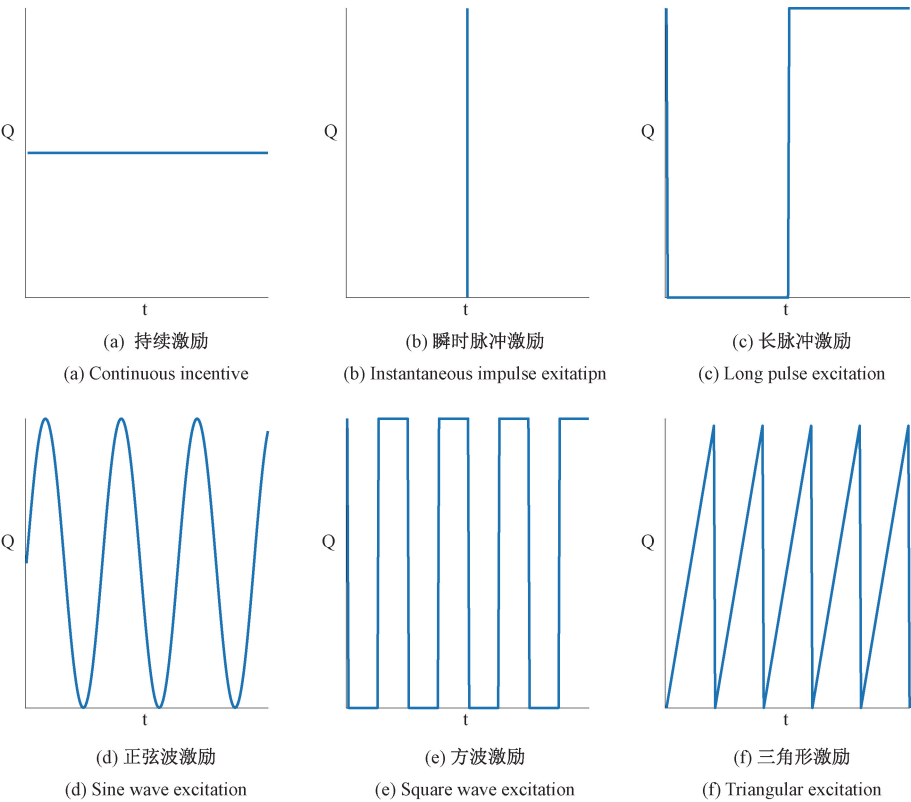 Q
t
(a) 持续激励
(a) Continuous incentive
Q
t
(b) 瞬时脉冲激励
(b) Instantaneous impulse exitatipn
Q
t
(c) 长脉冲激励
(c) Long pulse excitation
Q
t
(d) 正弦波激励
(d) Sine wave excitation
Q
t
(e) 方波激励
(e) Square wave excitation
Q
t
(f) 三角形激励
(f) Triangular excitation